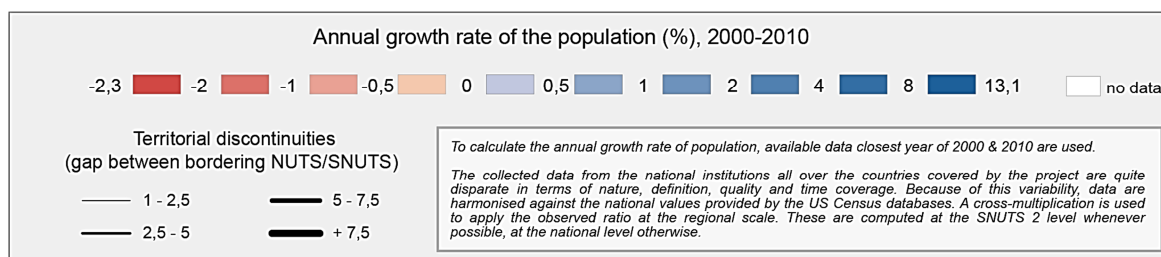 Annual growth rate of the population (%), 2000-2010
-2,3 -2 -1 -0,5 0 0,5 1 2 4 8 13,1 no data
Territorial discontinuities
(gap between bordering NUTS/SNUTS)
1 - 2,5 5 - 7,5
2,5 - 5 + 7,5
To calculate the annual growth rate of population, available data closest year of 2000 & 2010 are used.
The collected data from the national institutions all over the countries covered by the project are quite
disparate in terms of nature, definition, quality and time coverage. Because of this variability, data are
harmonised against the national values provided by the US Census databases. A cross-multiplication is used
to apply the observed ratio at the regional scale. These are computed at the SNUTS 2 level whenever
possible, at the national level otherwise.